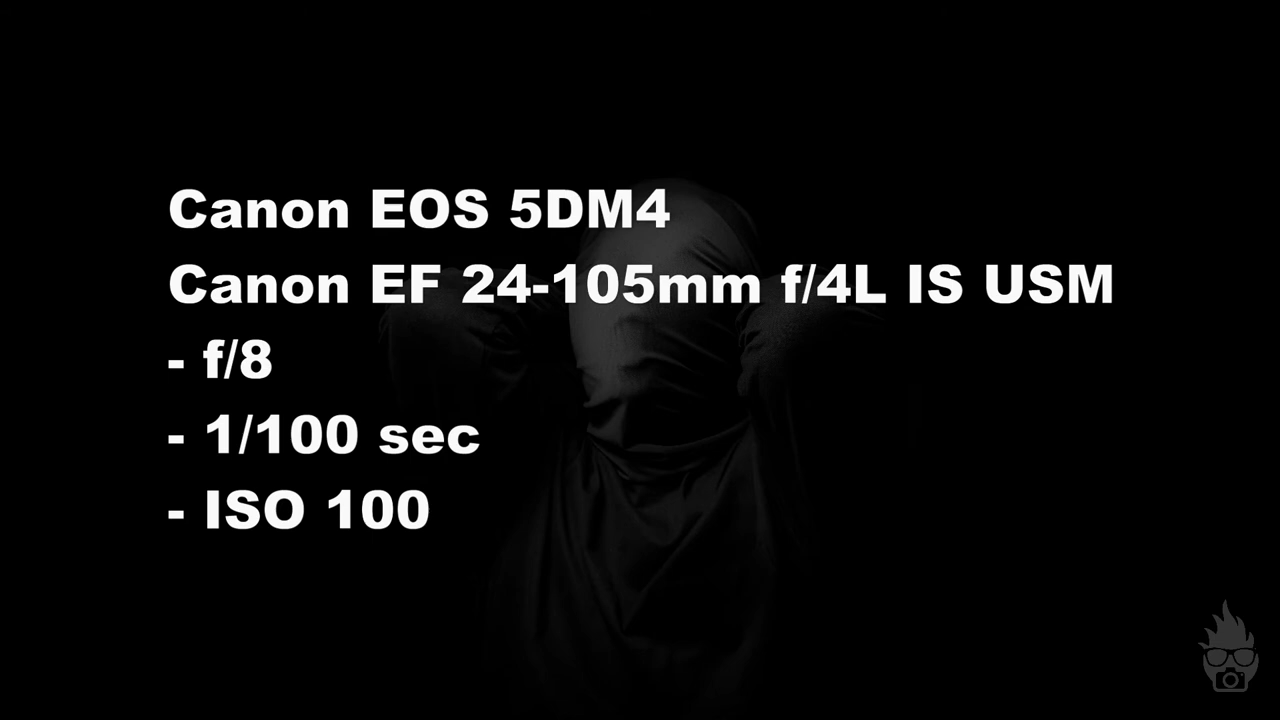 Canon EOS 5DM4
Canon EF 24-105mm f/4L IS USM
- f/8
- 1/100 sec
- ISO 100